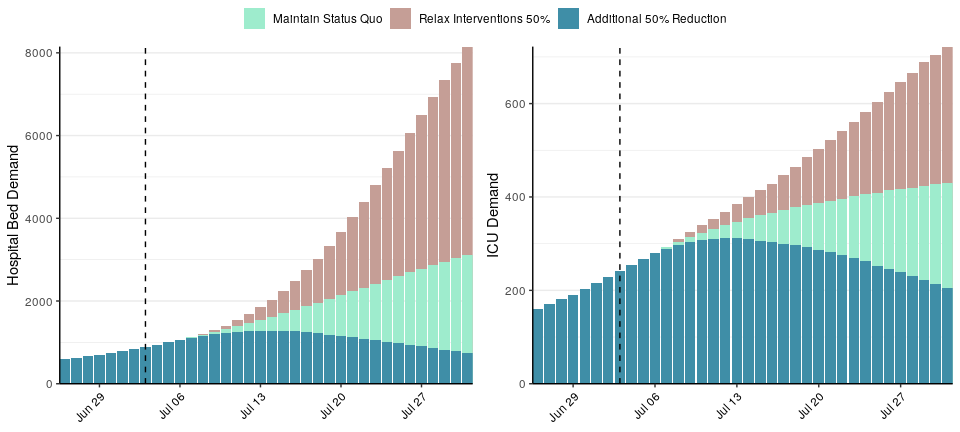 Maintain Status Quo Relax Interventions 50% Additional 50% Reduction
Hospital Bed Demand
8000
6000
4000
2000
0
Jun 29 Jul 06 Jul 13 Jul 20 Jul 27
ICU Demand
600
400
200
0
Jun 29 Jul 06 Jul 13 Jul 20 Jul 27